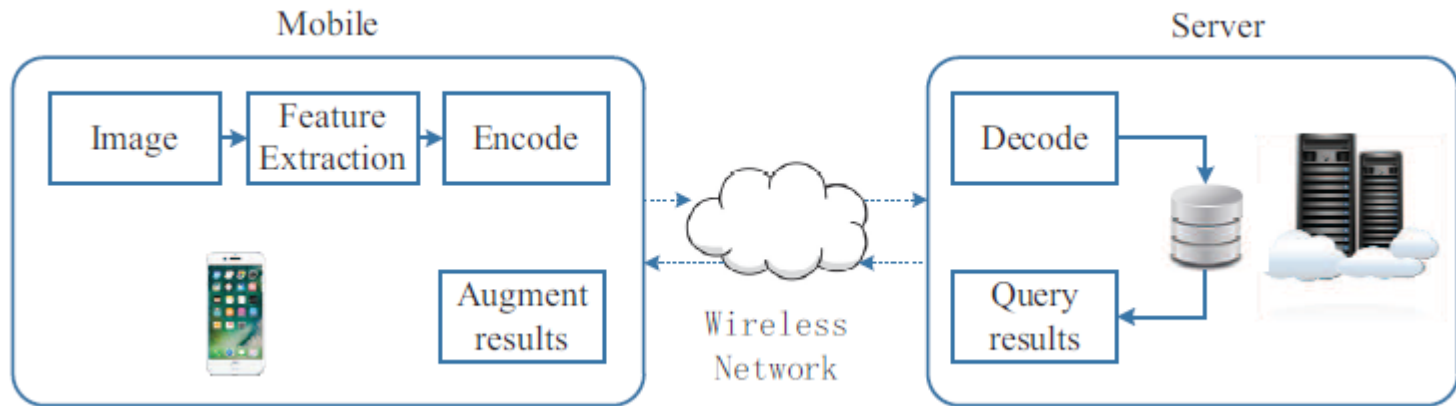 Mobile
Server
Image
Feature
Extraction
Encode
Decode
Augment
results
Wireless
Network
Query
results